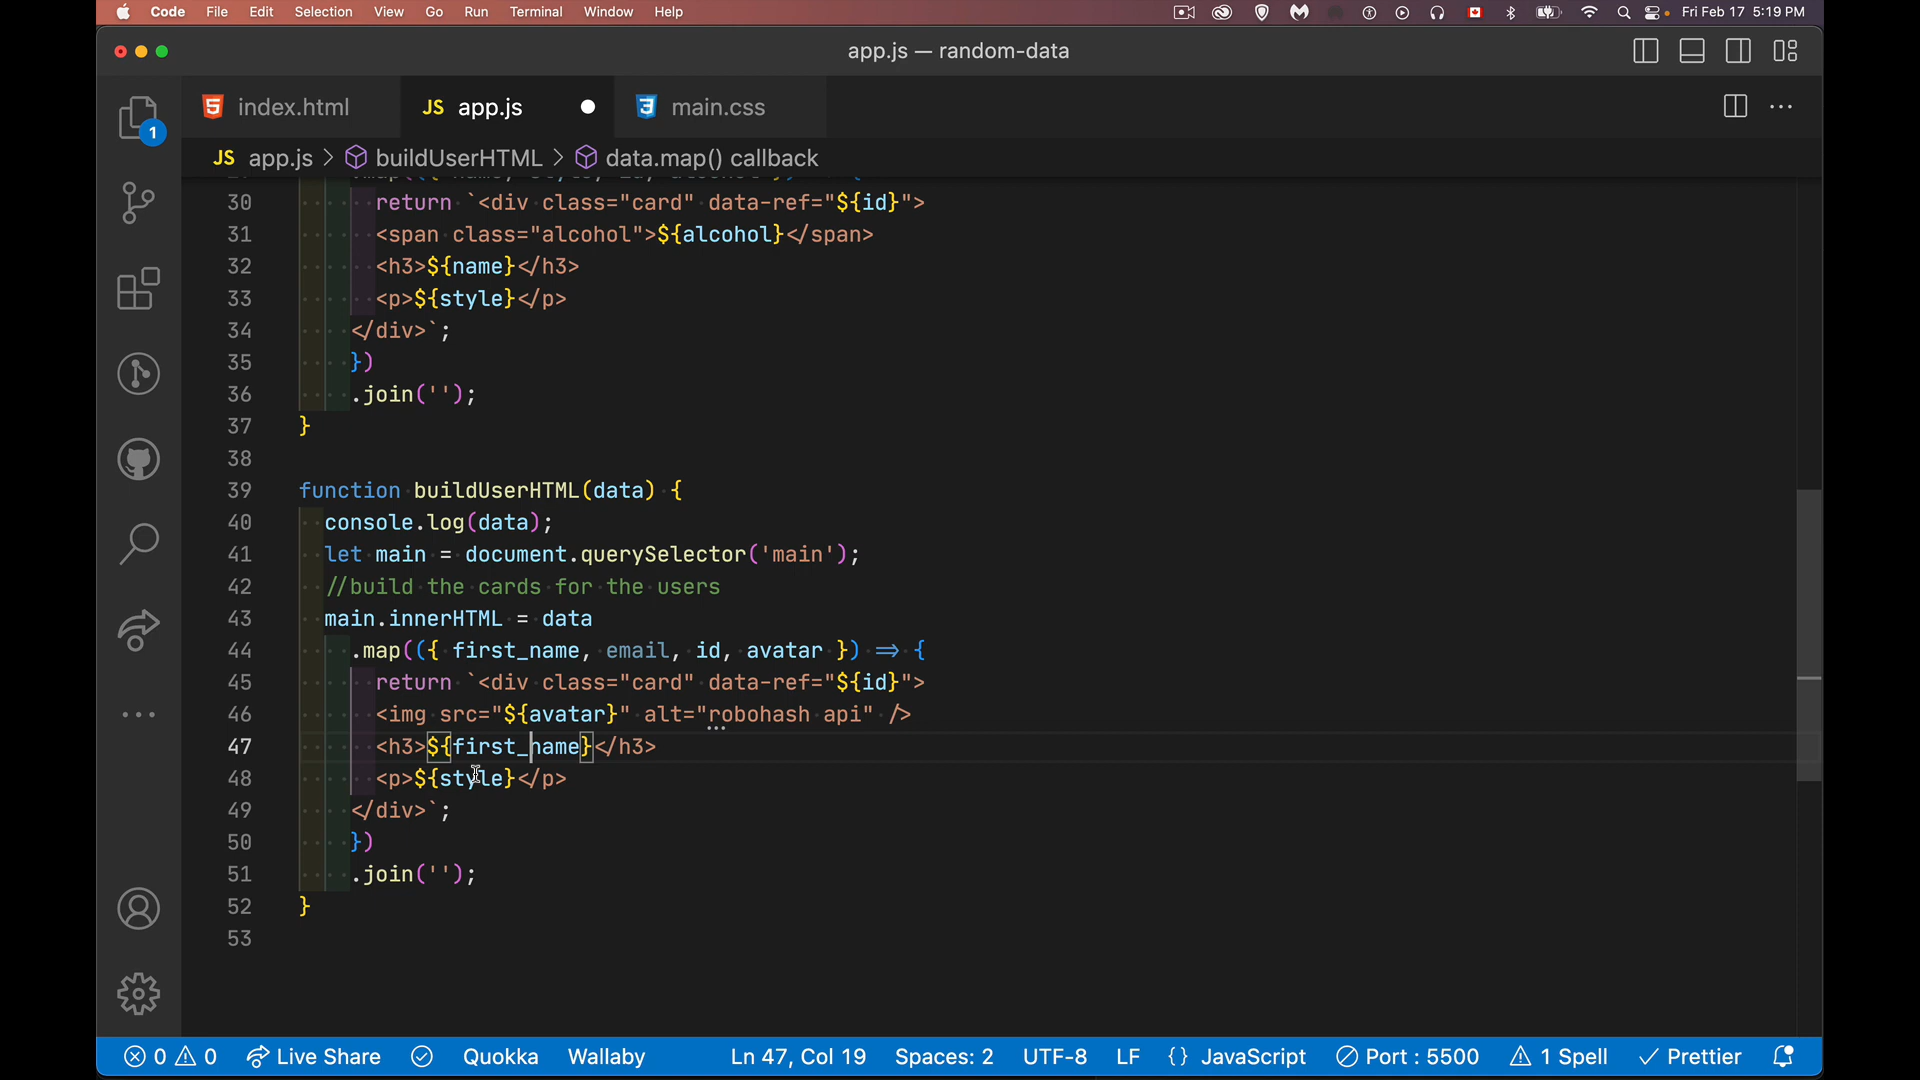 Code File Edit Selection View Go Run Terminal Window Help Fri Feb 17 5:19 PM
app.js — random-data
index.html JS app.js main.css
JS app.js > buildUserHTML > data.map() callback
30 return `<div class="card" data-ref="${id}">
31 <span class="alcohol">${alcohol}</span>
32 <h3>${name}</h3>
33 <p>${style}</p>
34 </div>`;
35 })
36 .join('');
37 }
38
39 function buildUserHTML(data) {
40 console.log(data);
41 let main = document.querySelector('main');
42 //build the cards for the users
43 main.innerHTML = data
44 .map(({ first_name, email, id, avatar }) => {
45 return `<div class="card" data-ref="${id}">
46 <img src="${avatar}" alt="robohash api" />
47 <h3>${first_name}</h3>
48 <p>${style}</p>
49 </div>`;
50 })
51 .join('');
52 }
53
1
0 0 Live Share Quokka Wallaby Ln 47, Col 19 Spaces: 2 UTF-8 LF {} JavaScript Port : 5500 1 Spell Prettier